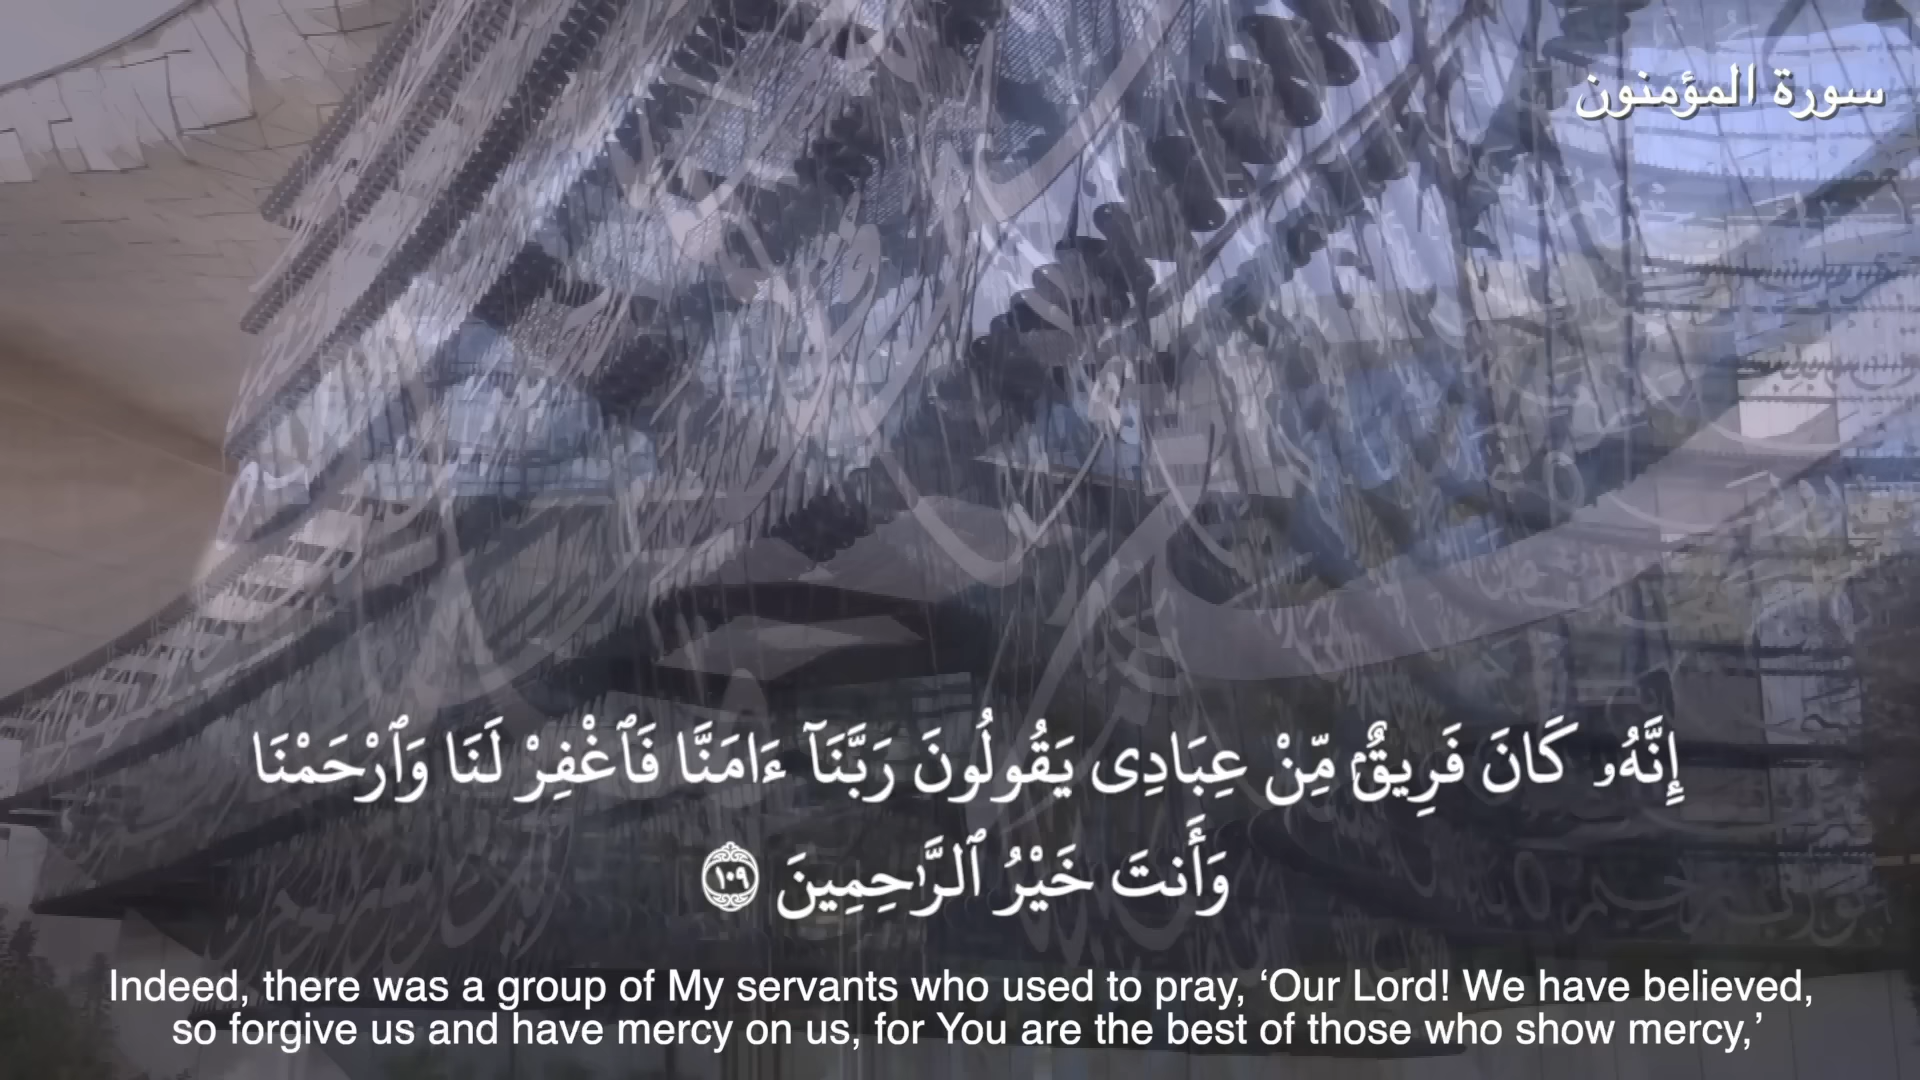 سورة المؤمنون
إِنَّهُۥ كَانَ فَرِيقٌ مِّنْ عِبَادِى يَقُولُونَ رَبَّنَآ ءَامَنَّا فَٱغْفِرْ لَنَا وَٱرْحَمْنَا
وَأَنتَ خَيْرُ ٱلرَّٰحِمِينَ ١٠٩
Indeed, there was a group of My servants who used to pray, ‘Our Lord! We have believed,
so forgive us and have mercy on us, for You are the best of those who show mercy,’